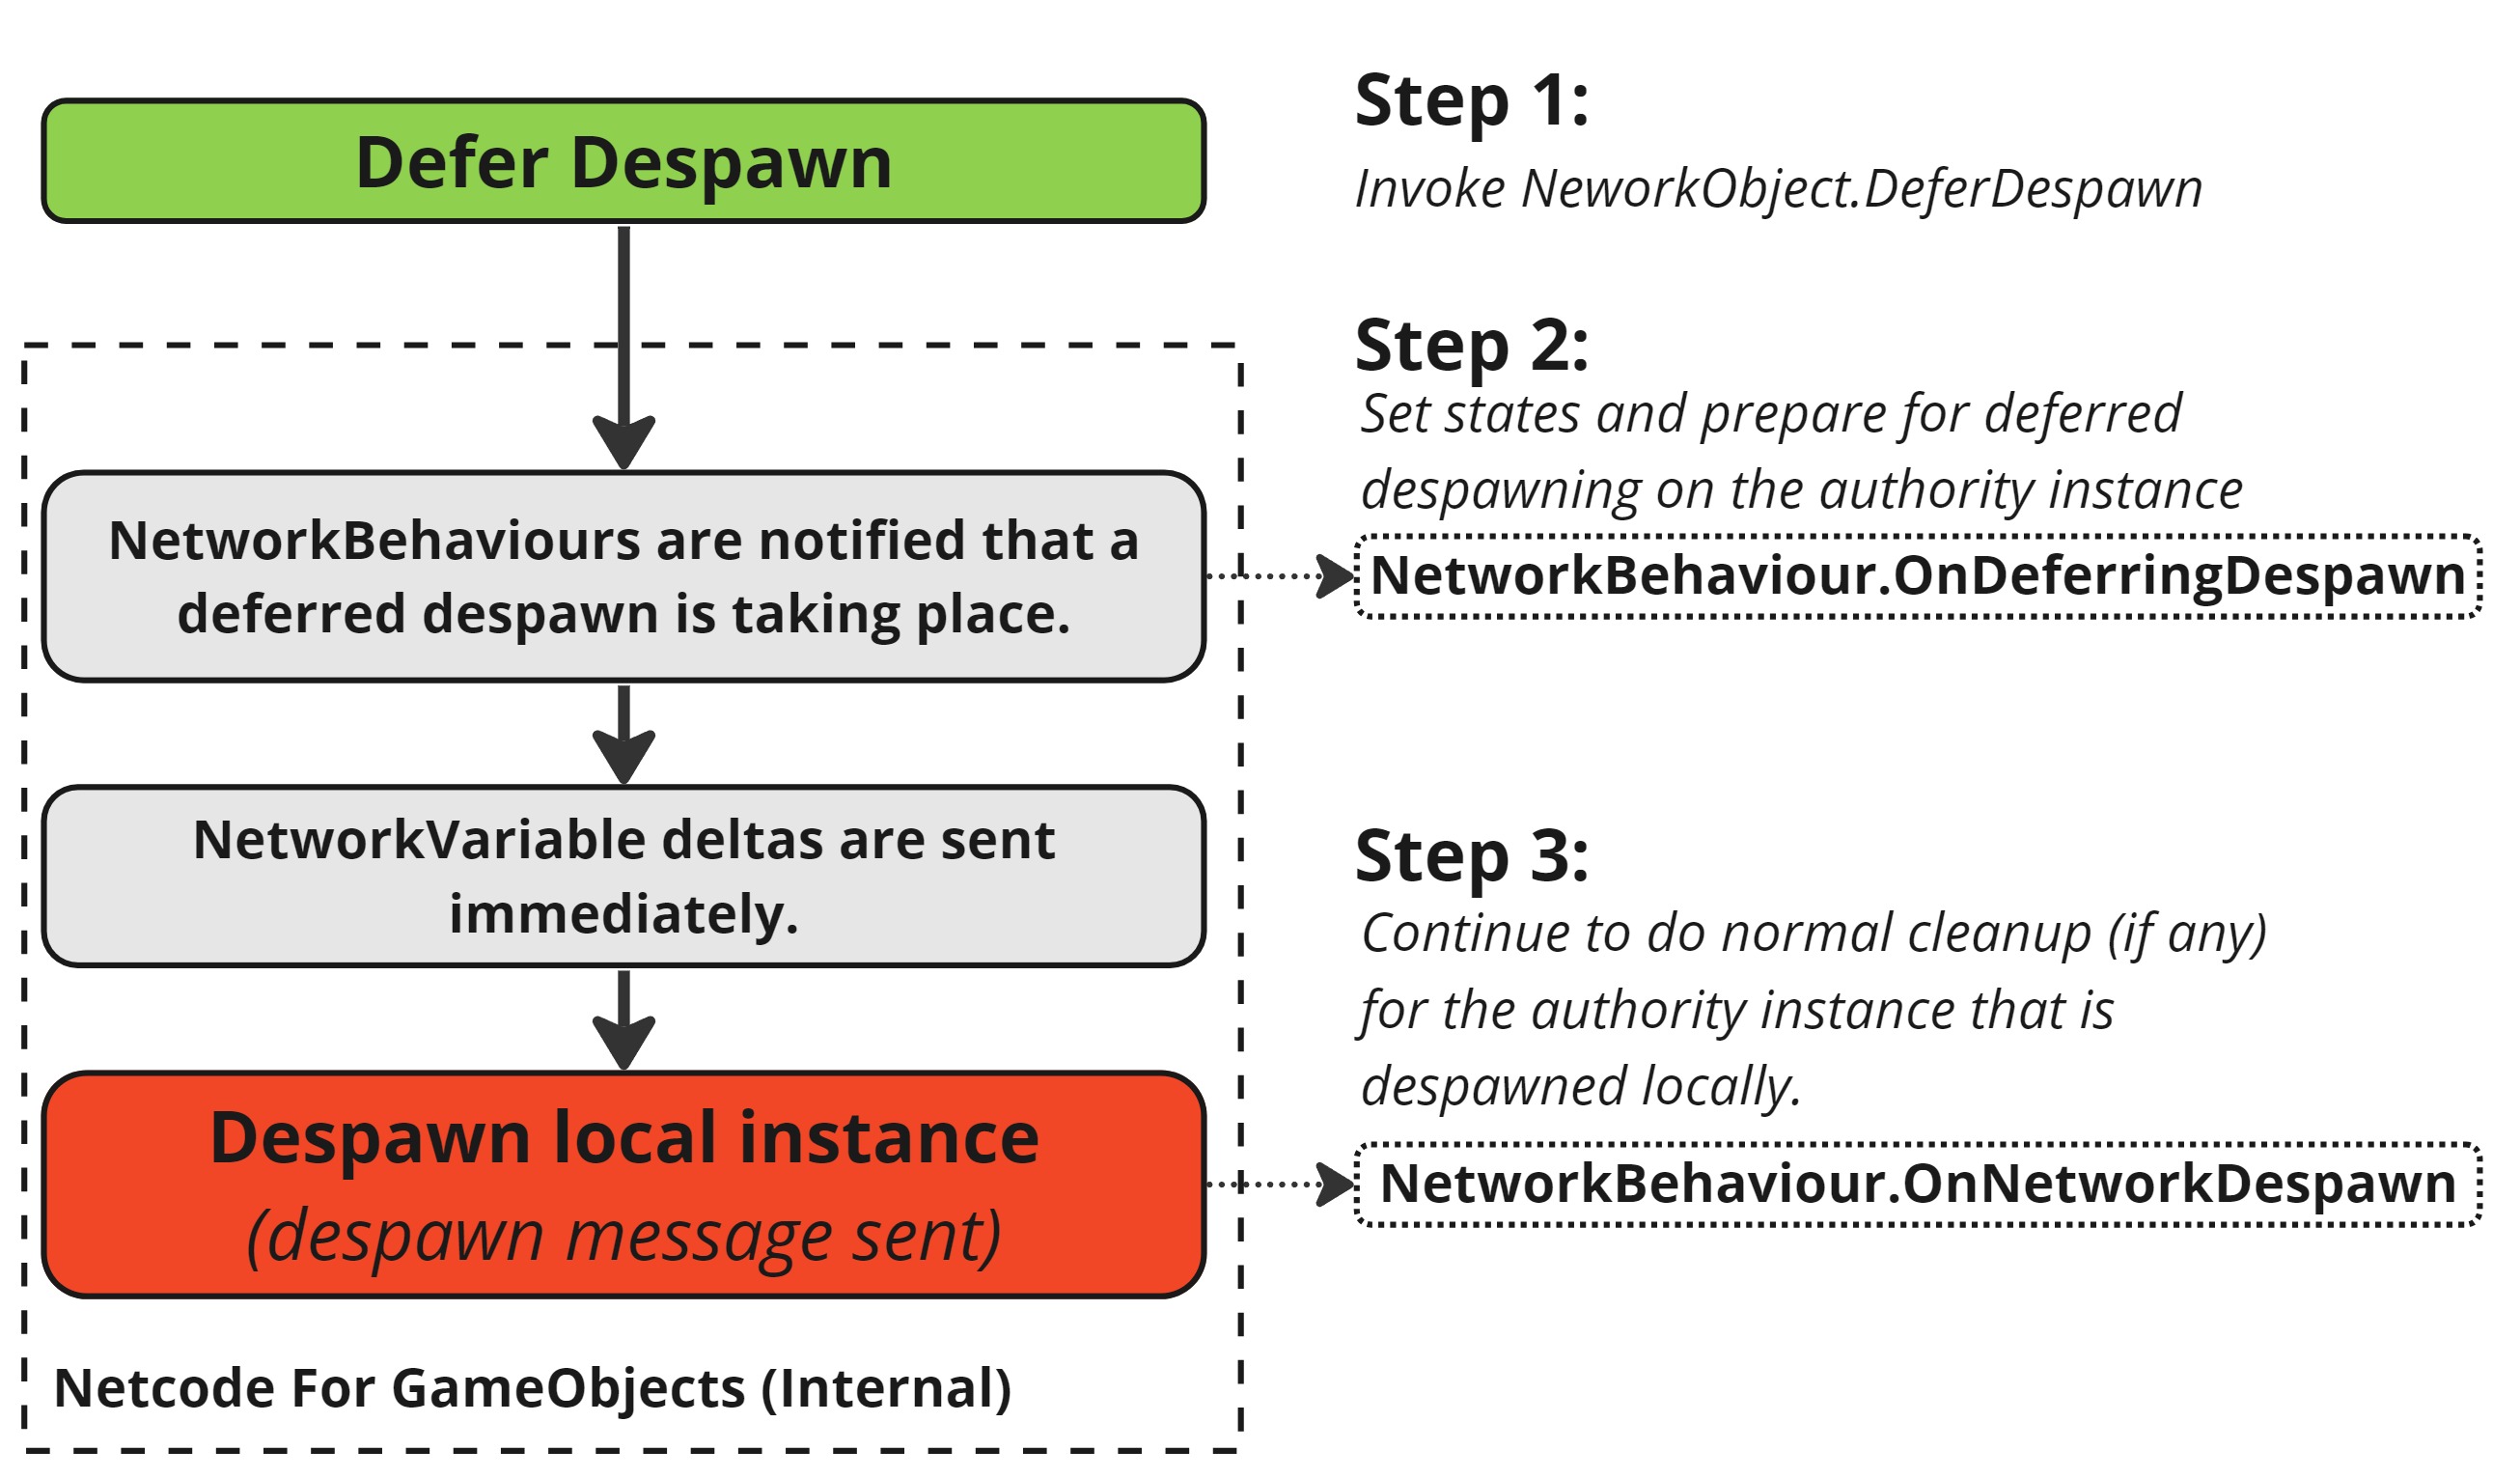 Defer Despawn
Step 1:
Invoke NeworkObject.DeferDespawn
Step 2:
Set states and prepare for deferred
despawning on the authority instance
NetworkBehaviours are notified that a
deferred despawn is taking place.
NetworkBehaviour.OnDeferringDespawn
NetworkVariable deltas are sent
immediately.
Step 3:
Continue to do normal cleanup (if any)
for the authority instance that is
despawned locally.
Despawn local instance
(despawn message sent)
NetworkBehaviour.OnNetworkDespawn
Netcode For GameObjects (Internal)